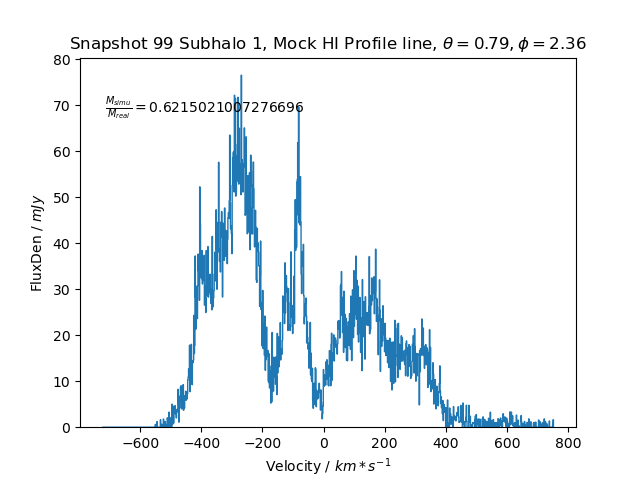 Snapshot 99 Subhalo 1, Mock HI Profile line, θ = 0.79, ϕ = 2.36
80
M_simu/M_real = 0.6215021007276696
70
60
50
40
30
20
10
0
FluxDen / mJy
−600 −400 −200 0 200 400 600 800
Velocity / km * s^−1